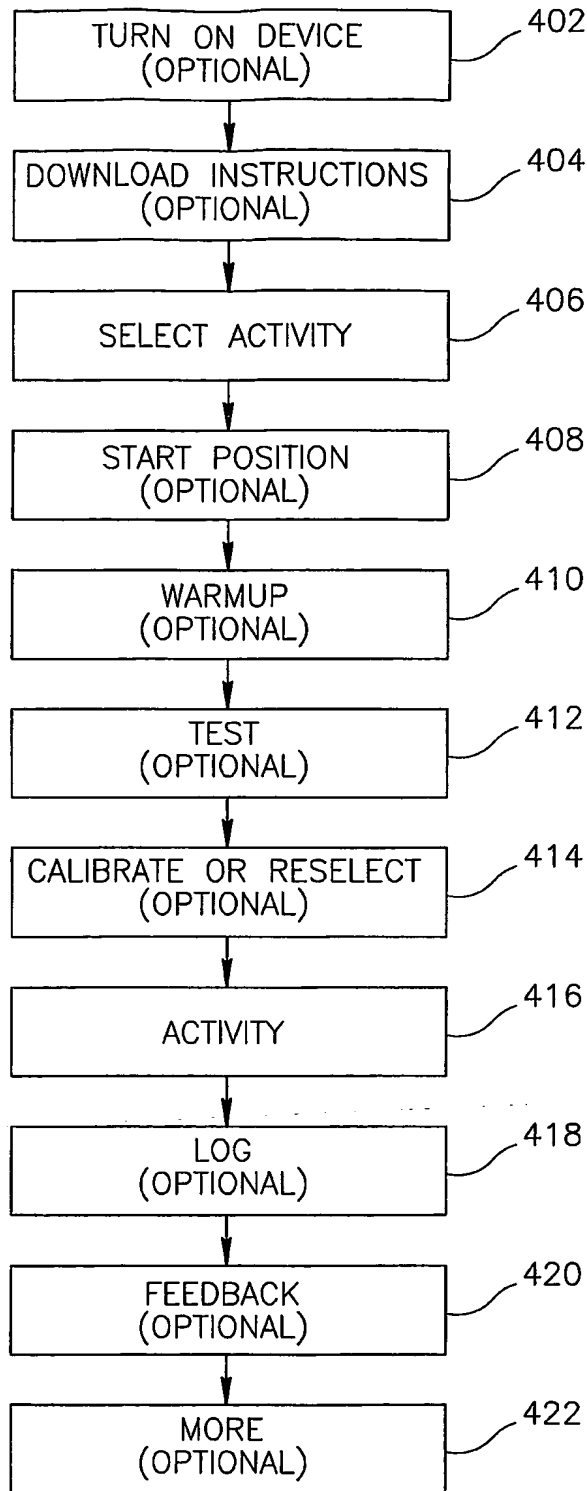 TURN ON DEVICE
(OPTIONAL)
402
DOWNLOAD INSTRUCTIONS
(OPTIONAL)
404
SELECT ACTIVITY
406
START POSITION
(OPTIONAL)
408
WARMUP
(OPTIONAL)
410
TEST
(OPTIONAL)
412
CALIBRATE OR RESELECT
(OPTIONAL)
414
ACTIVITY
416
LOG
(OPTIONAL)
418
FEEDBACK
(OPTIONAL)
420
MORE
(OPTIONAL)
422